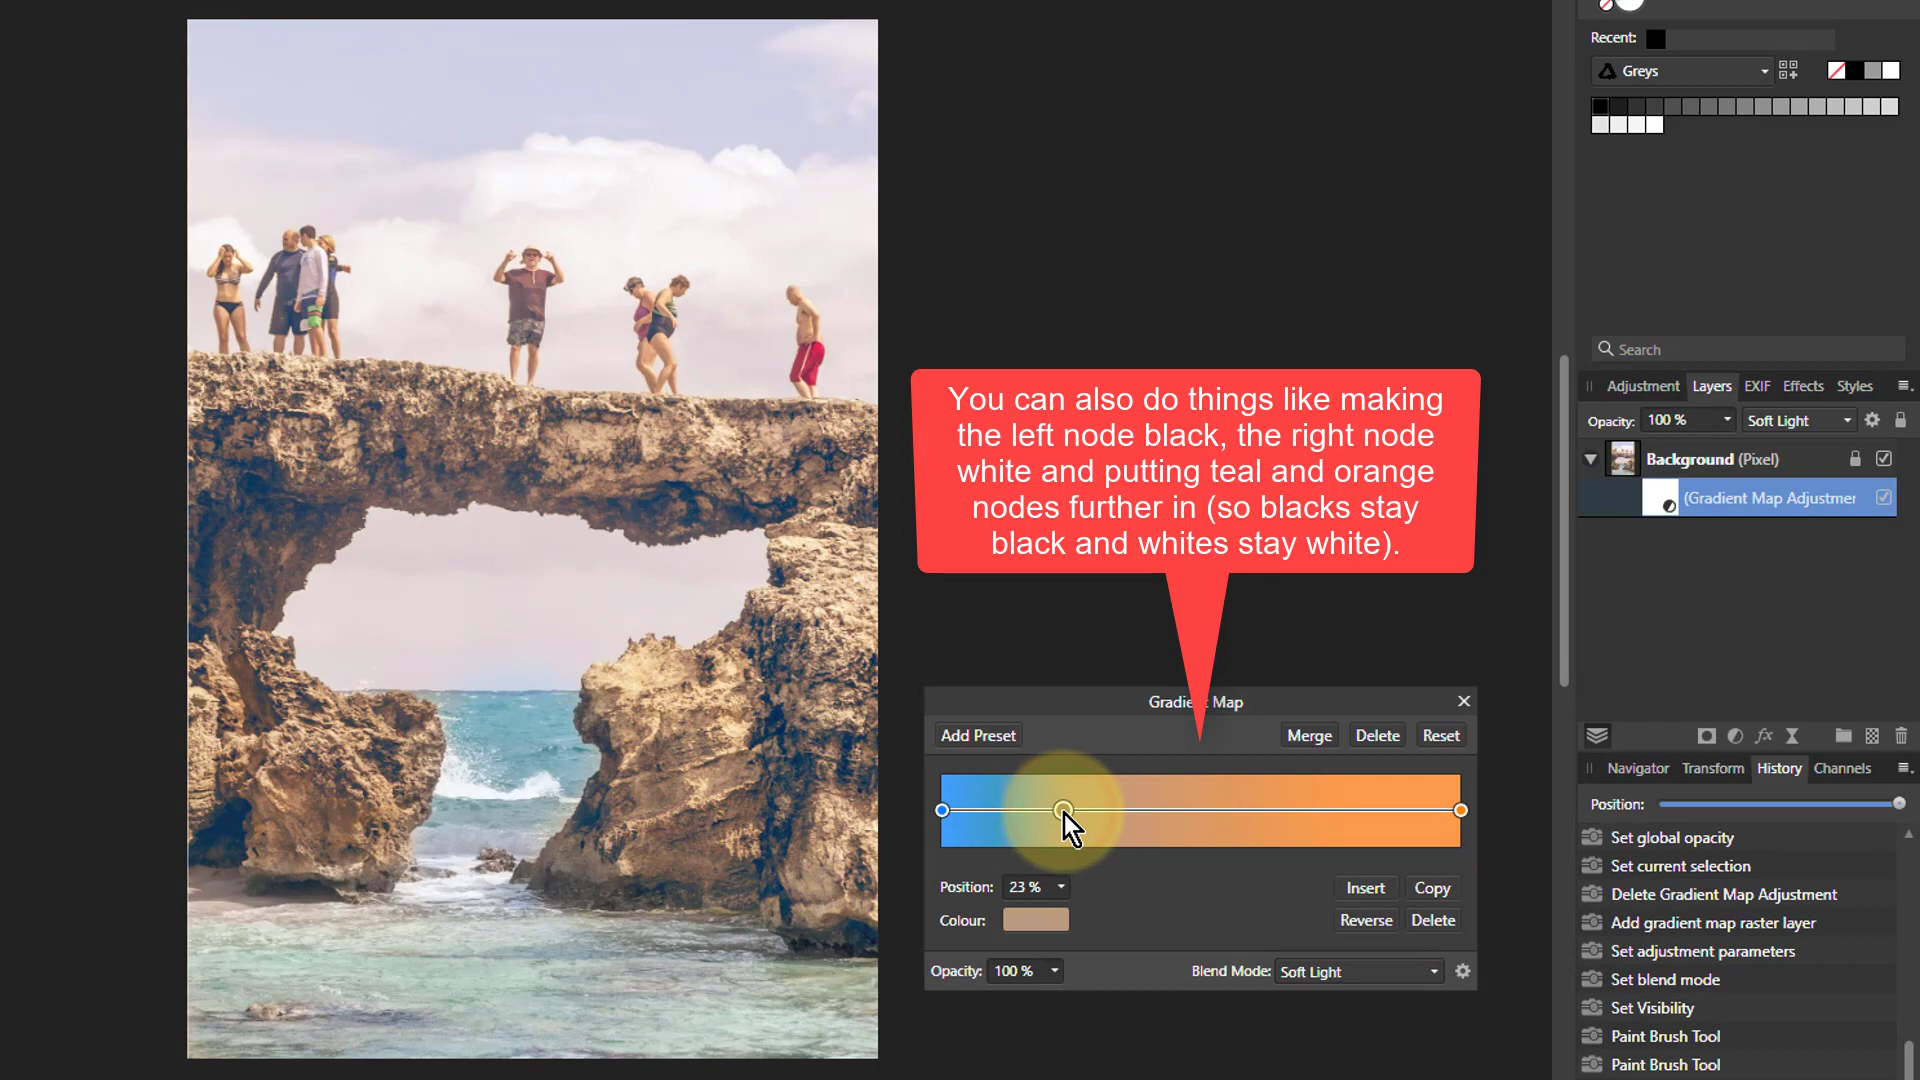 Recent:
Greys
Search
Adjustment Layers EXIF Effects Styles
Opacity: 100 % Soft Light
Background (Pixel)
(Gradient Map Adjustmer
You can also do things like making
the left node black, the right node
white and putting teal and orange
nodes further in (so blacks stay
black and whites stay white).
Gradient Map
Add Preset Merge Delete Reset
Position: 23 % Insert Copy
Colour: Reverse Delete
Opacity: 100 % Blend Mode: Soft Light
fx
Navigator Transform History Channels
Position:
Set global opacity
Set current selection
Delete Gradient Map Adjustment
Add gradient map raster layer
Set adjustment parameters
Set blend mode
Set Visibility
Paint Brush Tool
Paint Brush Tool